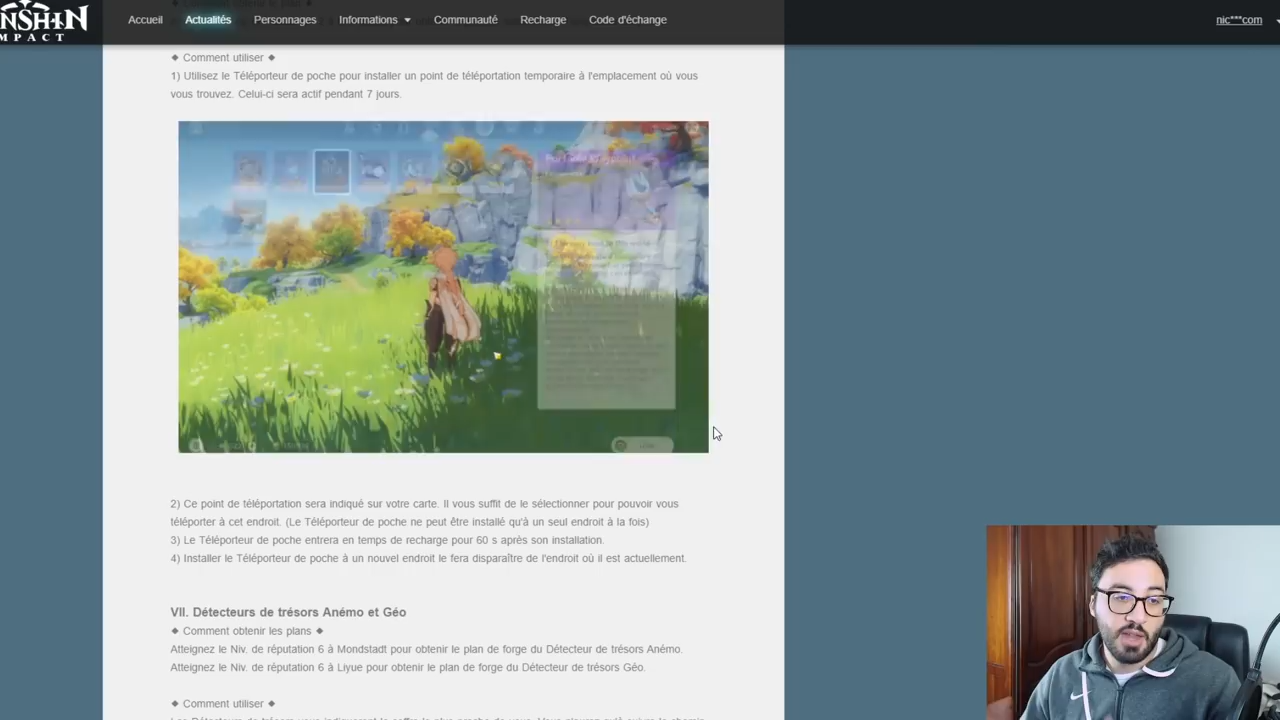 NSHIN
MPACT
Accueil Actualités Personnages Informations Communauté Recharge Code d'échange
nic***com
◆ Comment utiliser ◆
1) Utilisez le Téléporteur de poche pour installer un point de téléportation temporaire à l'emplacement où vous
vous trouvez. Celui-ci sera actif pendant 7 jours.
2) Ce point de téléportation sera indiqué sur votre carte. Il vous suffit de le sélectionner pour pouvoir vous
téléporter à cet endroit. (Le Téléporteur de poche ne peut être installé qu'à un seul endroit à la fois)
3) Le Téléporteur de poche entrera en temps de recharge pour 60 s après son installation.
4) Installer le Téléporteur de poche à un nouvel endroit le fera disparaître de l'endroit où il est actuellement.
VII. Détecteurs de trésors Anémo et Géo
◆ Comment obtenir les plans ◆
Atteignez le Niv. de réputation 6 à Mondstadt pour obtenir le plan de forge du Détecteur de trésors Anémo.
Atteignez le Niv. de réputation 6 à Liyue pour obtenir le plan de forge du Détecteur de trésors Géo.
◆ Comment utiliser ◆